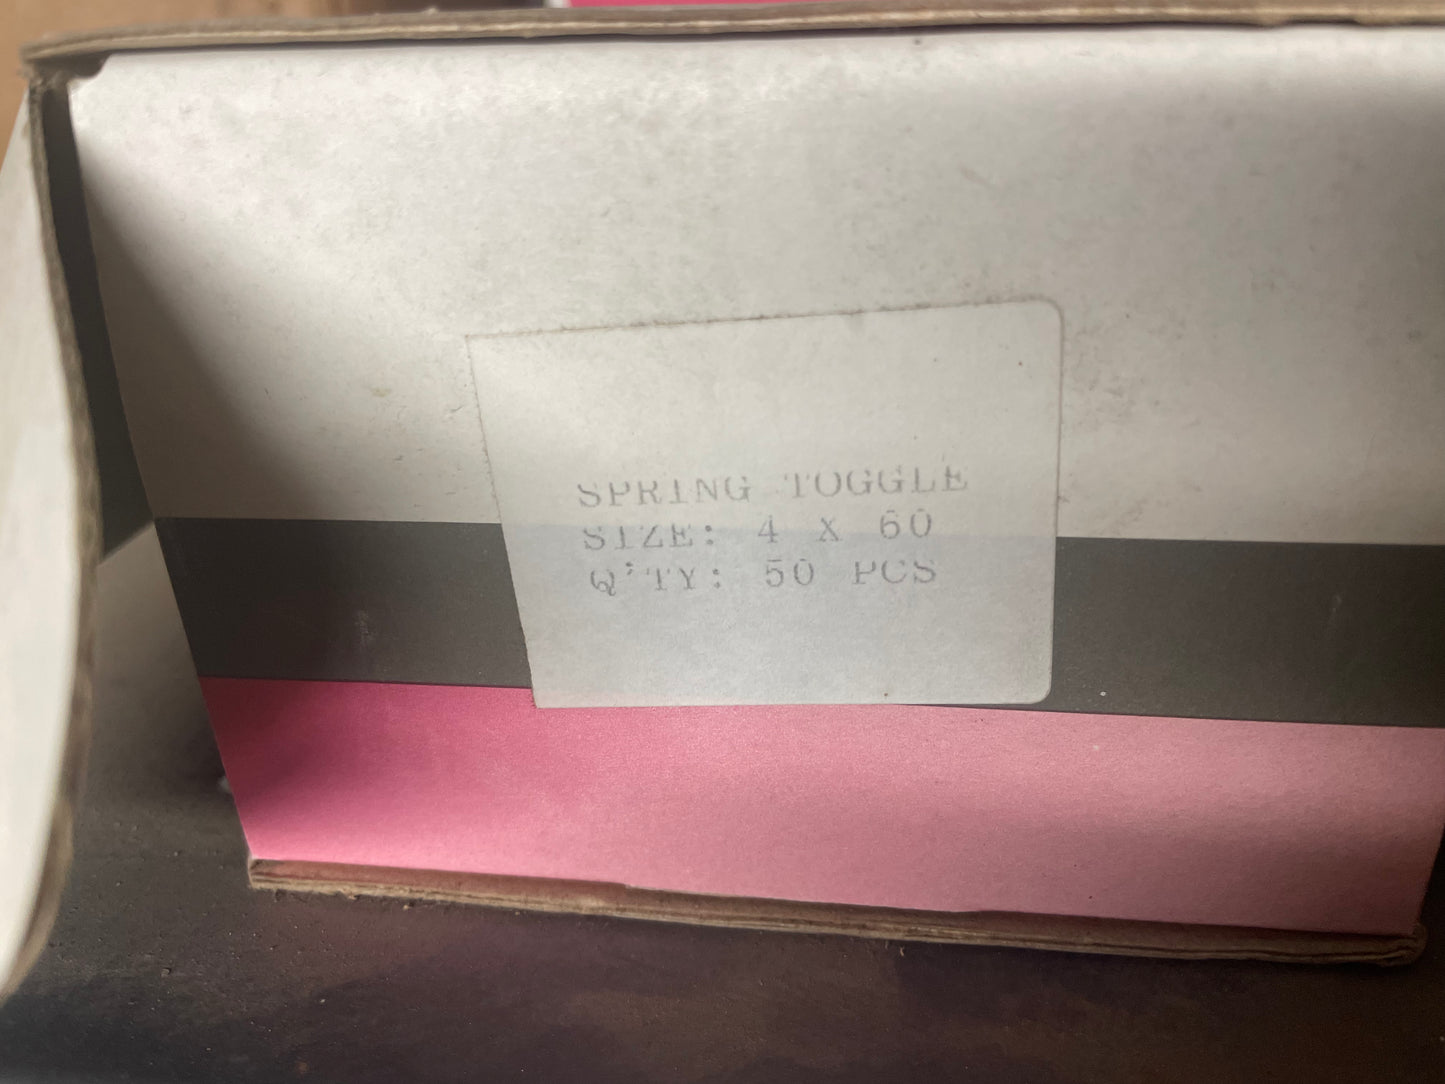 SPRING TOGGLE
SIZE: 4 X 60
Q'TY: 50 PCS